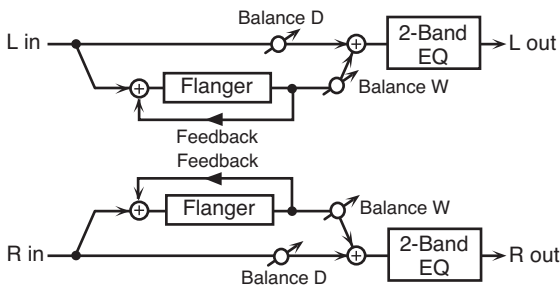 Balance D
L in
2-Band
EQ
L out
Flanger
Balance W
Feedback
Feedback
Flanger
Balance W
R in
2-Band
EQ
R out
Balance D